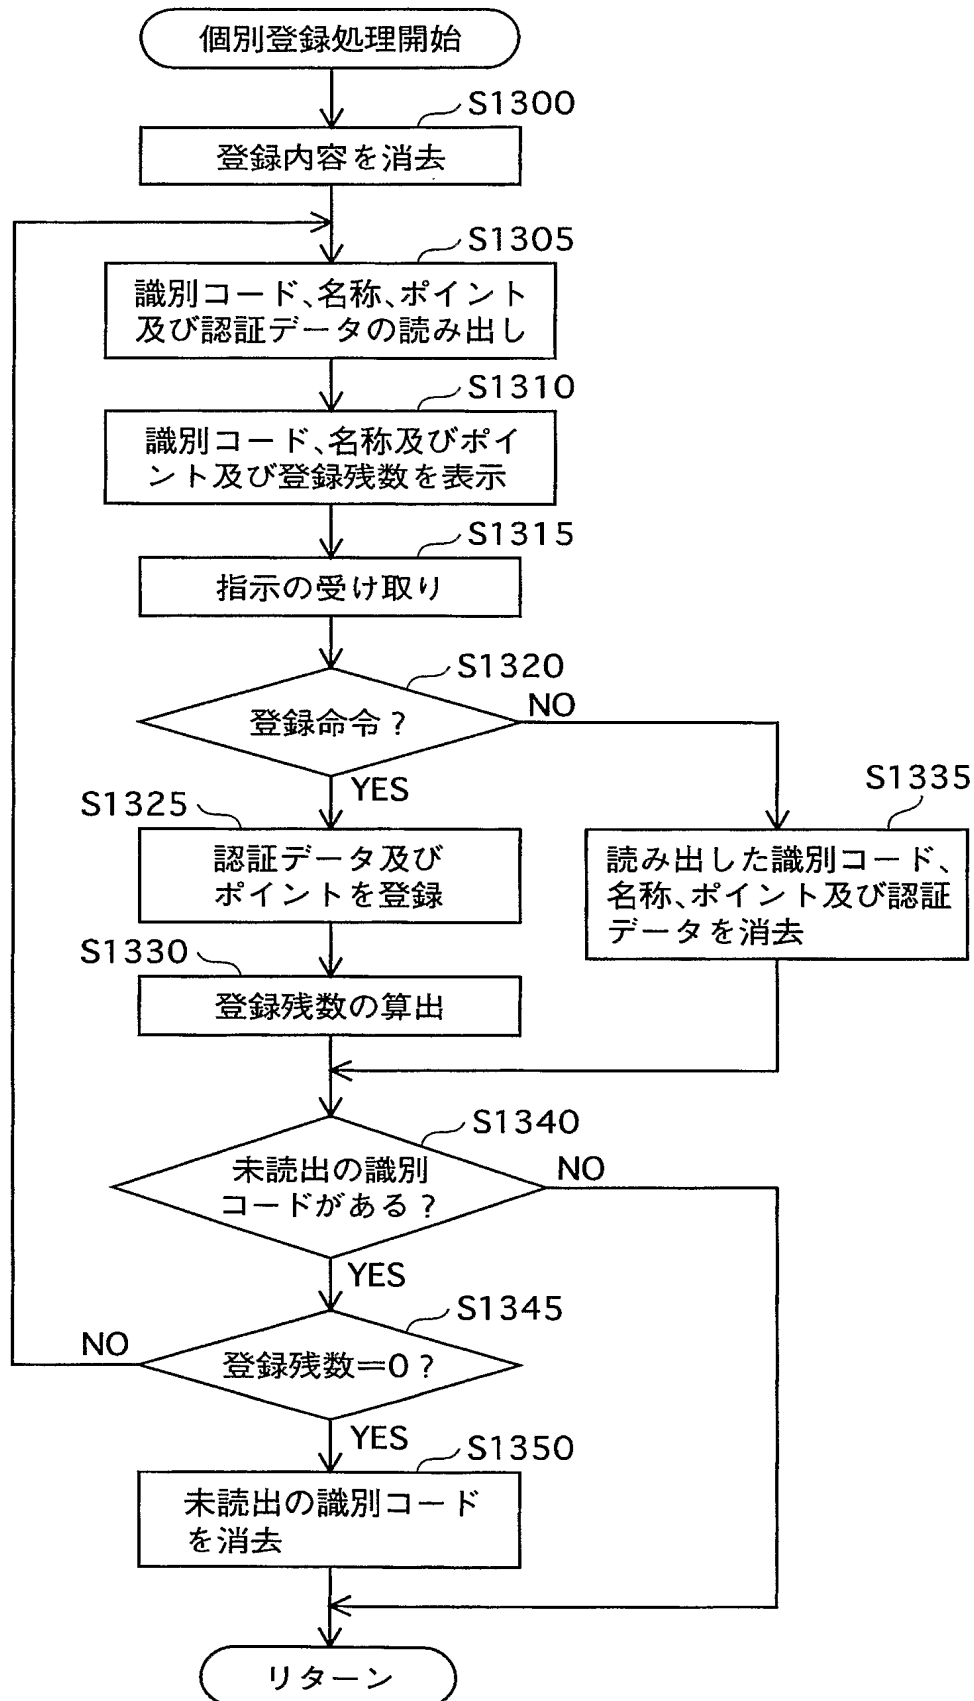 個別登録処理開始
S1300
登録内容を消去
S1305
識別コード、名称、ポイント
及び認証データの読み出し
S1310
識別コード、名称及びポイ
ント及び登録残数を表示
S1315
指示の受け取り
S1320
登録命令?
NO
YES
S1325
認証データ及び
ポイントを登録
S1335
読み出した識別コード、
名称、ポイント及び認証
データを消去
S1330
登録残数の算出
S1340
未読出の識別
コードがある?
NO
YES
S1345
登録残数=0?
NO
YES
S1350
未読出の識別コード
を消去
リターン